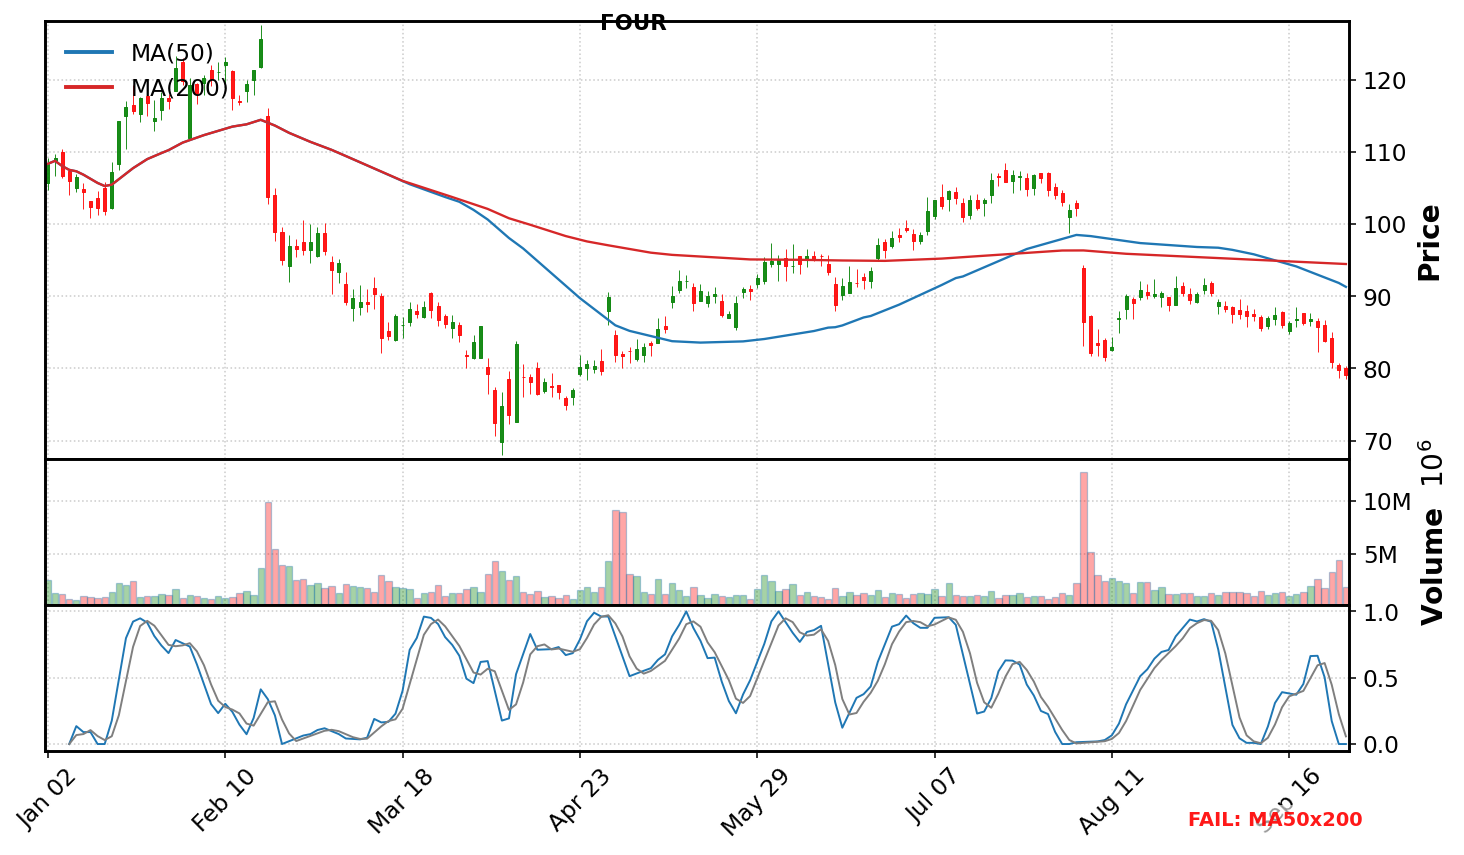 FOUR
MA(50)
MA(200)
120
110
100
90
80
70
Price
10M
5M
Volume 10⁶
1.0
0.5
0.0
Jan 02
Feb 10
Mar 18
Apr 23
May 29
Jul 07
Aug 11
Sep 16
FAIL: MA50x200